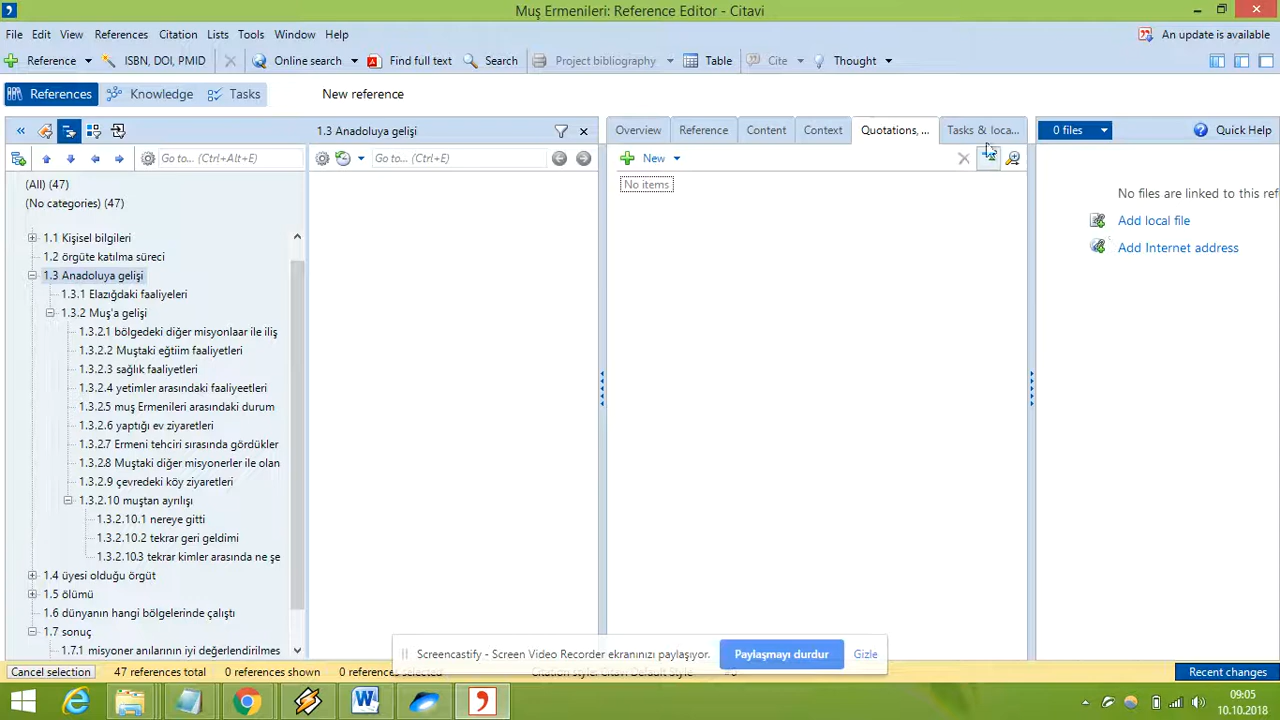 Muş Ermenileri: Reference Editor - Citavi
File Edit View References Citation Lists Tools Window Help An update is available
Reference ISBN, DOI, PMID Online search Find full text Search Project bibliography Table Cite Thought
References Knowledge Tasks New reference
1.3 Anadoluya gelişi Overview Reference Content Context Quotations, ... Tasks & loca... 0 files Quick Help
Go to... (Ctrl+Alt+E) Go to... (Ctrl+E) New
(All) (47) No items
No files are linked to this ref
(No categories) (47)
Add local file
1.1 Kişisel bilgileri
Add Internet address
1.2 örgüte katılma süreci
1.3 Anadoluya gelişi
1.3.1 Elazığdaki faaliyeleri
1.3.2 Muş'a gelişi
1.3.2.1 bölgedeki diğer misyonlaar ile iliş
1.3.2.2 Muştaki eğtiim faaliyetleri
1.3.2.3 sağlık faaliyetleri
1.3.2.4 yetimler arasındaki faaliyeetleri
1.3.2.5 muş Ermenileri arasındaki durum
1.3.2.6 yaptığı ev ziyaretleri
1.3.2.7 Ermeni tehciri sırasında gördükler
1.3.2.8 Muştaki diğer misyonerler ile olan
1.3.2.9 çevredeki köy ziyaretleri
1.3.2.10 muştan ayrılışı
1.3.2.10.1 nereye gitti
1.3.2.10.2 tekrar geri geldimi
1.3.2.10.3 tekrar kimler arasında ne şe
1.4 üyesi olduğu örgüt
1.5 ölümü
1.6 dünyanın hangi bölgelerinde çalıştı
1.7 sonuç
1.7.1 misyoner anılarının iyi değerlendirilmes
Screencastify - Screen Video Recorder ekranınızı paylaşıyor. Paylaşmayı durdur Gizle
Cancel selection 47 references total 0 references shown 0 references selected Citation style: Citavi Default Style Recent changes
09:05
10.10.2018